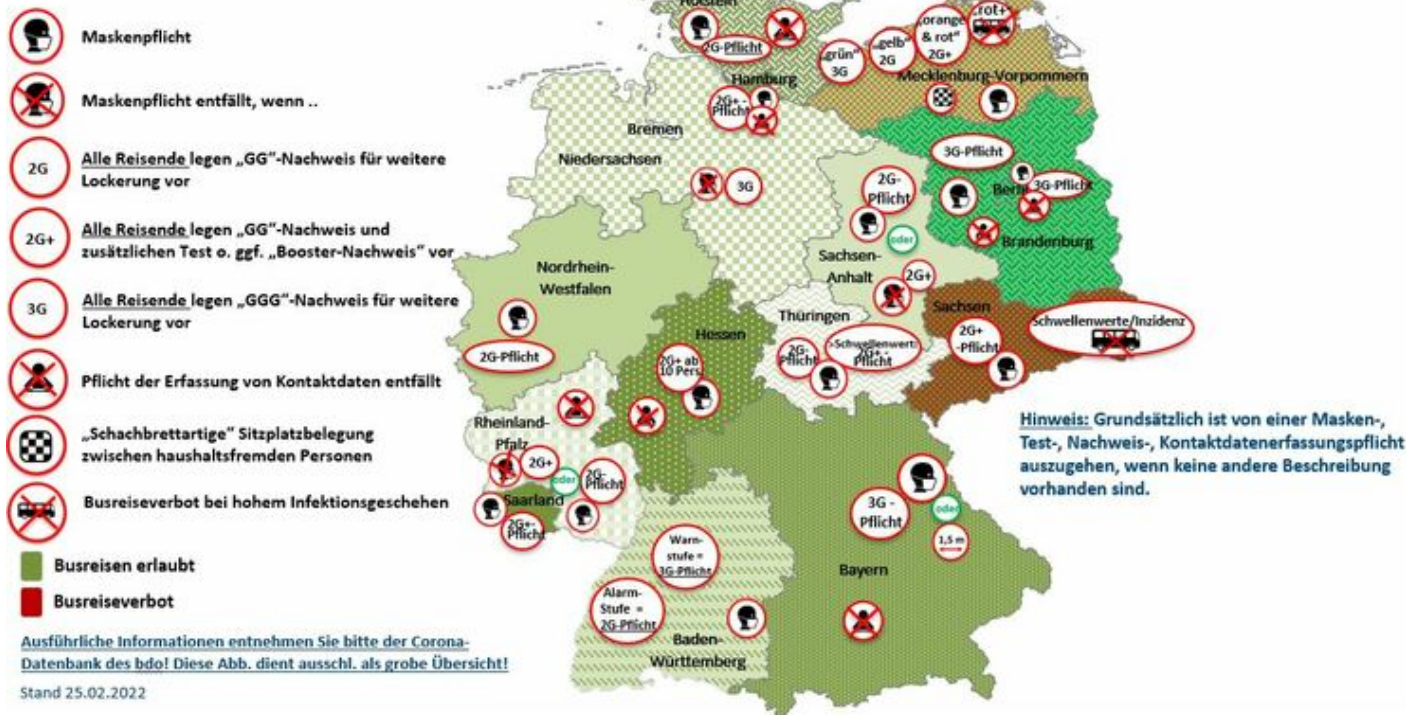 Maskenpflicht
Maskenpflicht entfällt, wenn ..
2G
Alle Reisende legen „GG“-Nachweis für weitere
Lockerung vor
2G+
Alle Reisende legen „GG“-Nachweis und
zusätzlichen Test o. ggf. „Booster-Nachweis“ vor
3G
Alle Reisende legen „GGG“-Nachweis für weitere
Lockerung vor
Pflicht der Erfassung von Kontaktdaten entfällt
„Schachbrettartige“ Sitzplatzbelegung
zwischen haushaltsfremden Personen
Busreiseverbot bei hohem Infektionsgeschehen
Busreisen erlaubt
Busreiseverbot
Ausführliche Informationen entnehmen Sie bitte der Corona-
Datenbank des bdo! Diese Abb. dient ausschl. als grobe Übersicht!
Stand 25.02.2022
Holstein
2G-Pflicht
Hamburg
2G+ -
Pflicht
„grün“
3G
„gelb“
2G
„orange
& rot“
2G+
„rot+“
Mecklenburg-Vorpommern
Bremen
Niedersachsen
3G
3G-Pflicht
Berlin
3G-Pflicht
Brandenburg
2G-
Pflicht
oder
Sachsen-
Anhalt
2G+
Nordrhein-
Westfalen
2G-Pflicht
Hessen
2G+ ab
10 Pers.
Thüringen
2G-
Pflicht
>Schwellenwert:
2G+ -
Pflicht
Sachsen
2G+
-Pflicht
Schwellenwerte/Inzidenz
Rheinland-
Pfalz
2G+
oder
2G-
Pflicht
Saarland
2G+-
Pflicht
Warn-
stufe =
3G-Pflicht
Alarm-
Stufe =
2G-Pflicht
Baden-
Württemberg
3G -
Pflicht
oder
1,5 m
Bayern
Hinweis: Grundsätzlich ist von einer Masken-,
Test-, Nachweis-, Kontaktdatenerfassungspflicht
auszugehen, wenn keine andere Beschreibung
vorhanden sind.